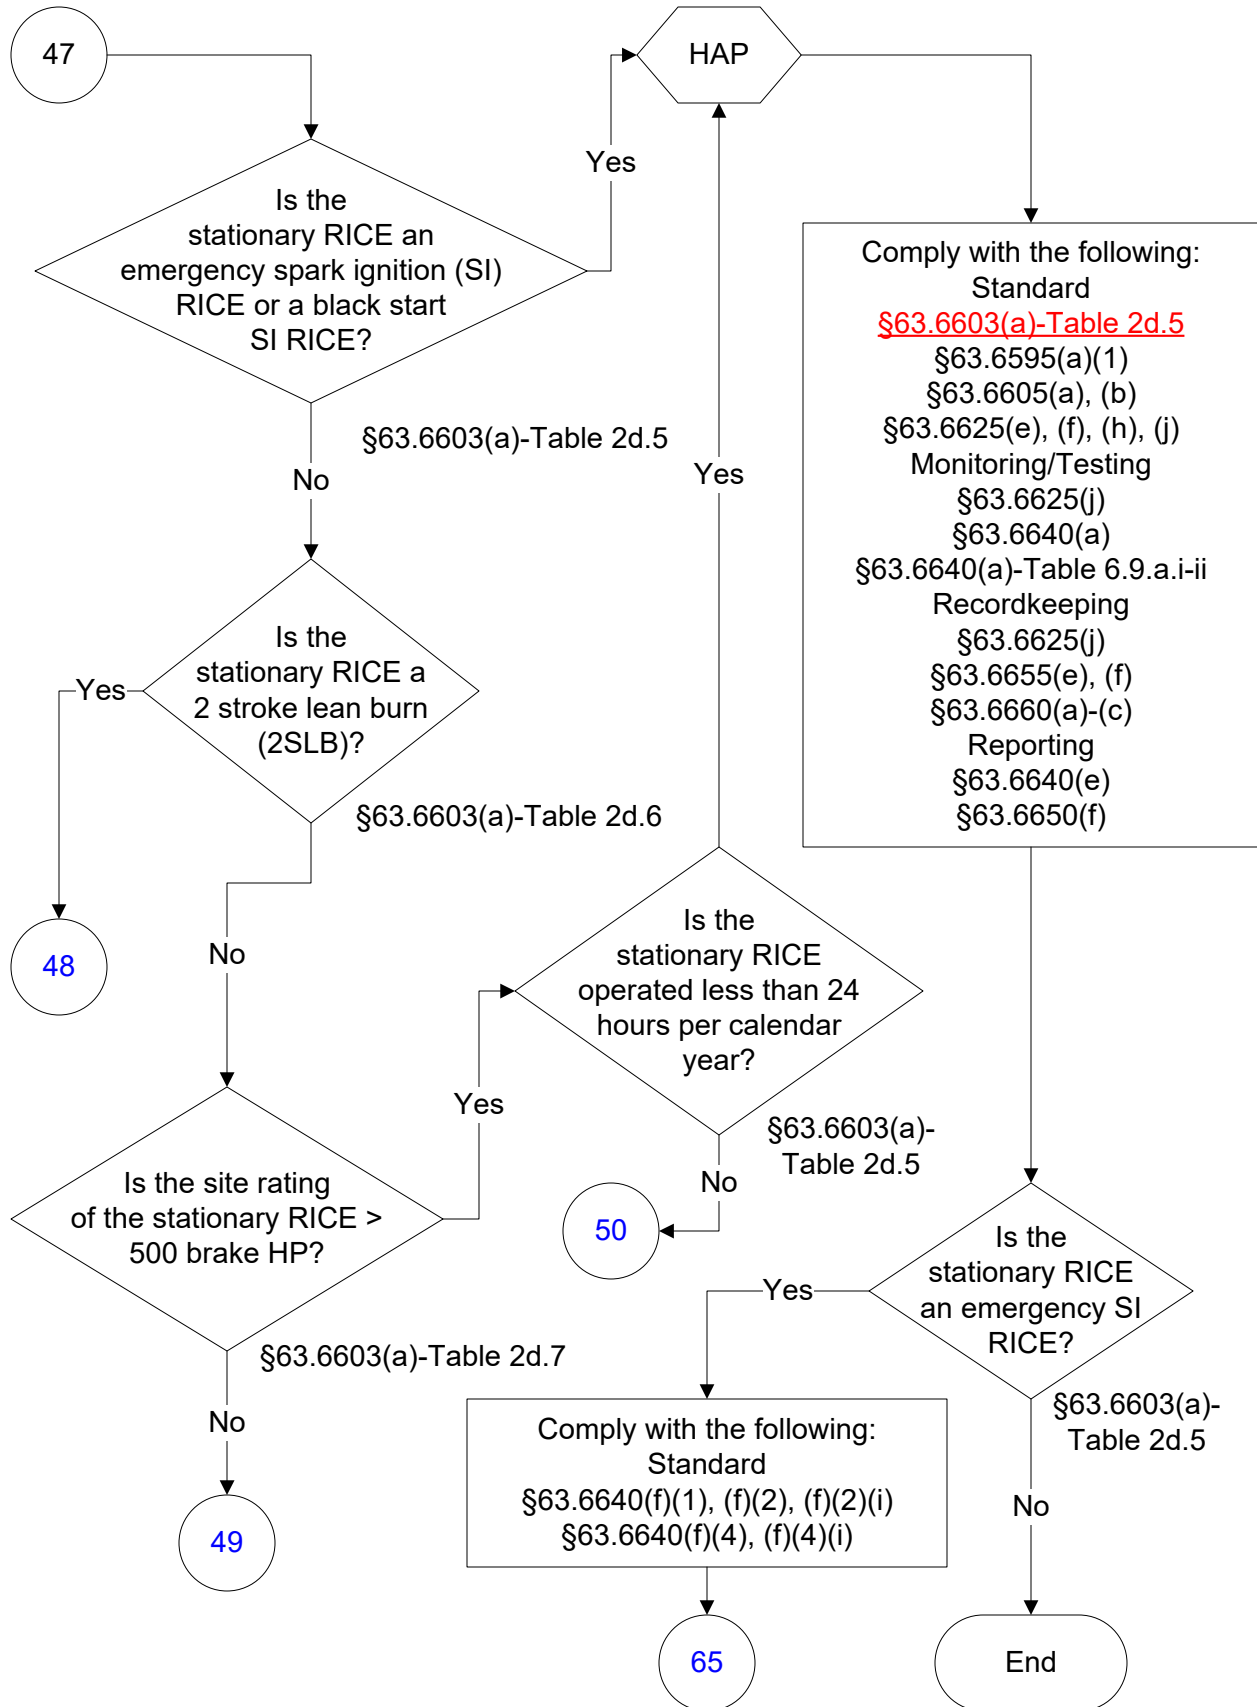 47
HAP
Yes
Is the
stationary RICE an
emergency spark ignition (SI)
RICE or a black start
SI RICE?
§63.6603(a)-Table 2d.5
No
Comply with the following:
Standard
§63.6603(a)-Table 2d.5
§63.6595(a)(1)
§63.6605(a), (b)
§63.6625(e), (f), (h), (j)
Monitoring/Testing
§63.6625(j)
§63.6640(a)
§63.6640(a)-Table 6.9.a.i-ii
Recordkeeping
§63.6625(j)
§63.6655(e), (f)
§63.6660(a)-(c)
Reporting
§63.6640(e)
§63.6650(f)
Yes
Is the
stationary RICE a
2 stroke lean burn
(2SLB)?
Yes
§63.6603(a)-Table 2d.6
48
No
Is the
stationary RICE
operated less than 24
hours per calendar
year?
Yes
§63.6603(a)-
Table 2d.5
No
50
Is the site rating
of the stationary RICE >
500 brake HP?
§63.6603(a)-Table 2d.7
No
49
Is the
stationary RICE
an emergency SI
RICE?
Yes
§63.6603(a)-
Table 2d.5
No
Comply with the following:
Standard
§63.6640(f)(1), (f)(2), (f)(2)(i)
§63.6640(f)(4), (f)(4)(i)
65
End